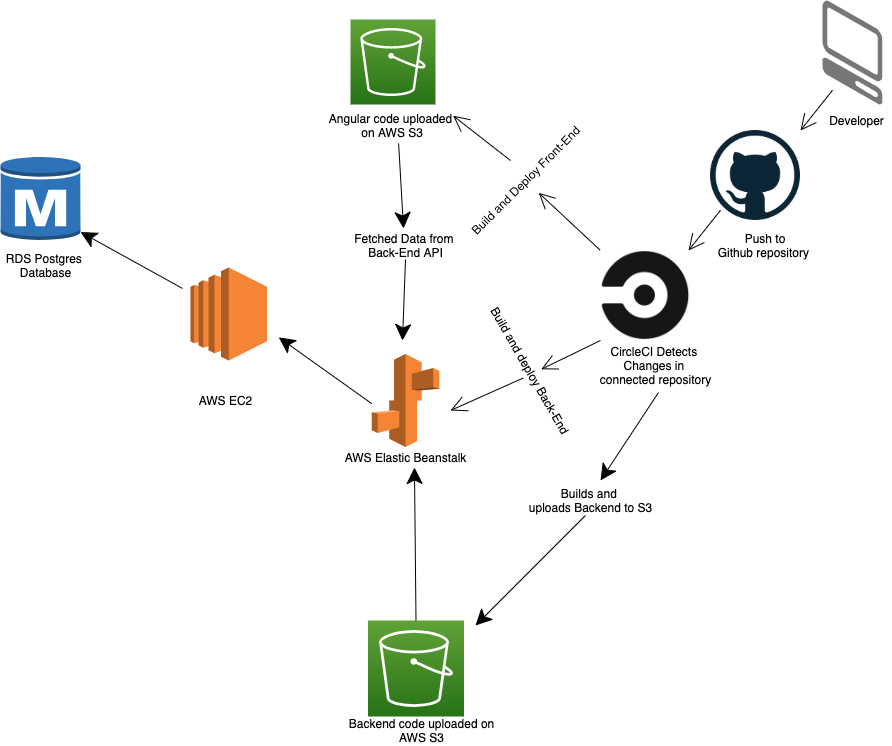 Developer
Angular code uploaded
on AWS S3
Build and Deploy Front-End
Push to
Github repository
Fetched Data from
Back-End API
M
RDS Postgres
Database
CircleCI Detects
Changes in
connected repository
Build and deploy Back-End
AWS EC2
AWS Elastic Beanstalk
Builds and
uploads Backend to S3
Backend code uploaded on
AWS S3